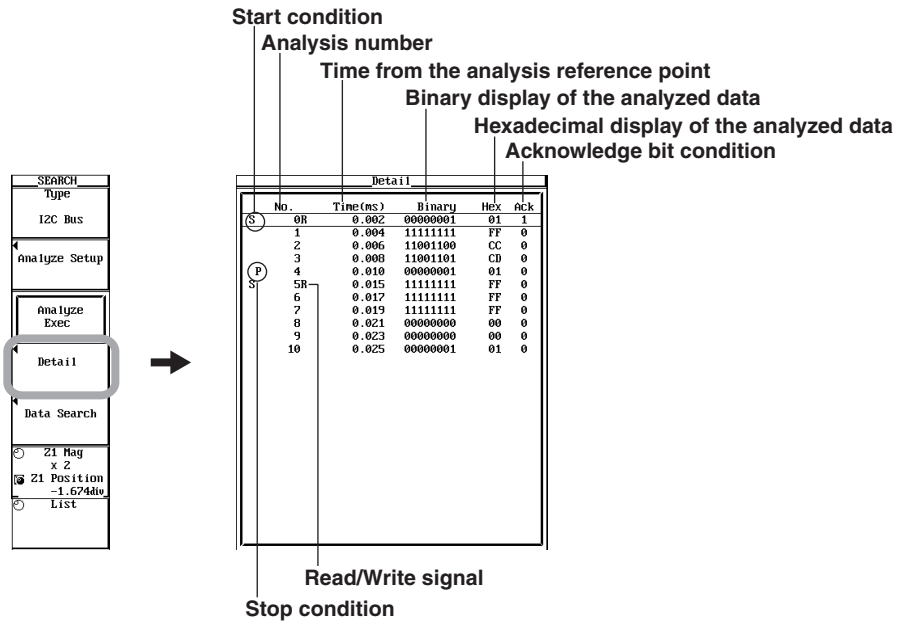 Start condition
Analysis number
Time from the analysis reference point
Binary display of the analyzed data
Hexadecimal display of the analyzed data
Acknowledge bit condition
SEARCH
Type
I2C Bus
Analyze Setup
Analyze
Exec
Detail
Data Search
Z1 Mag
x 2
Z1 Position
-1.674div
List
Detail
No. Time(ms) Binary Hex Ack
S 0R 0.002 00000001 01 1
1 0.004 11111111 FF 0
2 0.006 11001100 CC 0
3 0.008 11001101 CD 0
P 4 0.010 00000001 01 0
S 5R 0.015 11111111 FF 0
6 0.017 11111111 FF 0
7 0.019 11111111 FF 0
8 0.021 00000000 00 0
9 0.023 00000000 00 0
10 0.025 00000001 01 0
Read/Write signal
Stop condition